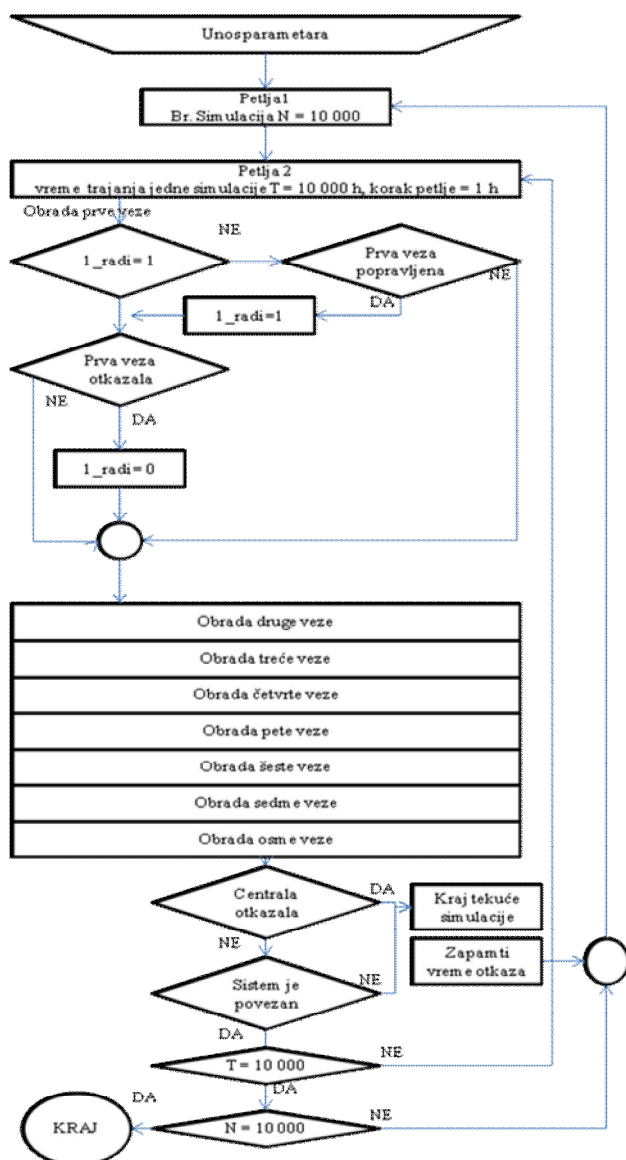 Unos parametara
Petlja 1
Br. Simulacija N = 10 000
Petlja 2
vreme trajanja jedne simulacije T = 10 000 h, korak petlje = 1 h
Obrada prve veze
NE
1_radi = 1
Prva veza
popravljena
NE
DA
1_radi=1
Prva veza
otkazala
NE
DA
1_radi = 0
Obrada druge veze
Obrada treće veze
Obrada četvrte veze
Obrada pete veze
Obrada šeste veze
Obrada sedme veze
Obrada osme veze
Centrala
otkazala
DA
Kraj tekuće
simulacije
NE
Zapamti
vreme otkaza
Sistem je
povezan
NE
DA
T = 10 000
NE
DA
DA
KRAJ
N = 10 000
NE